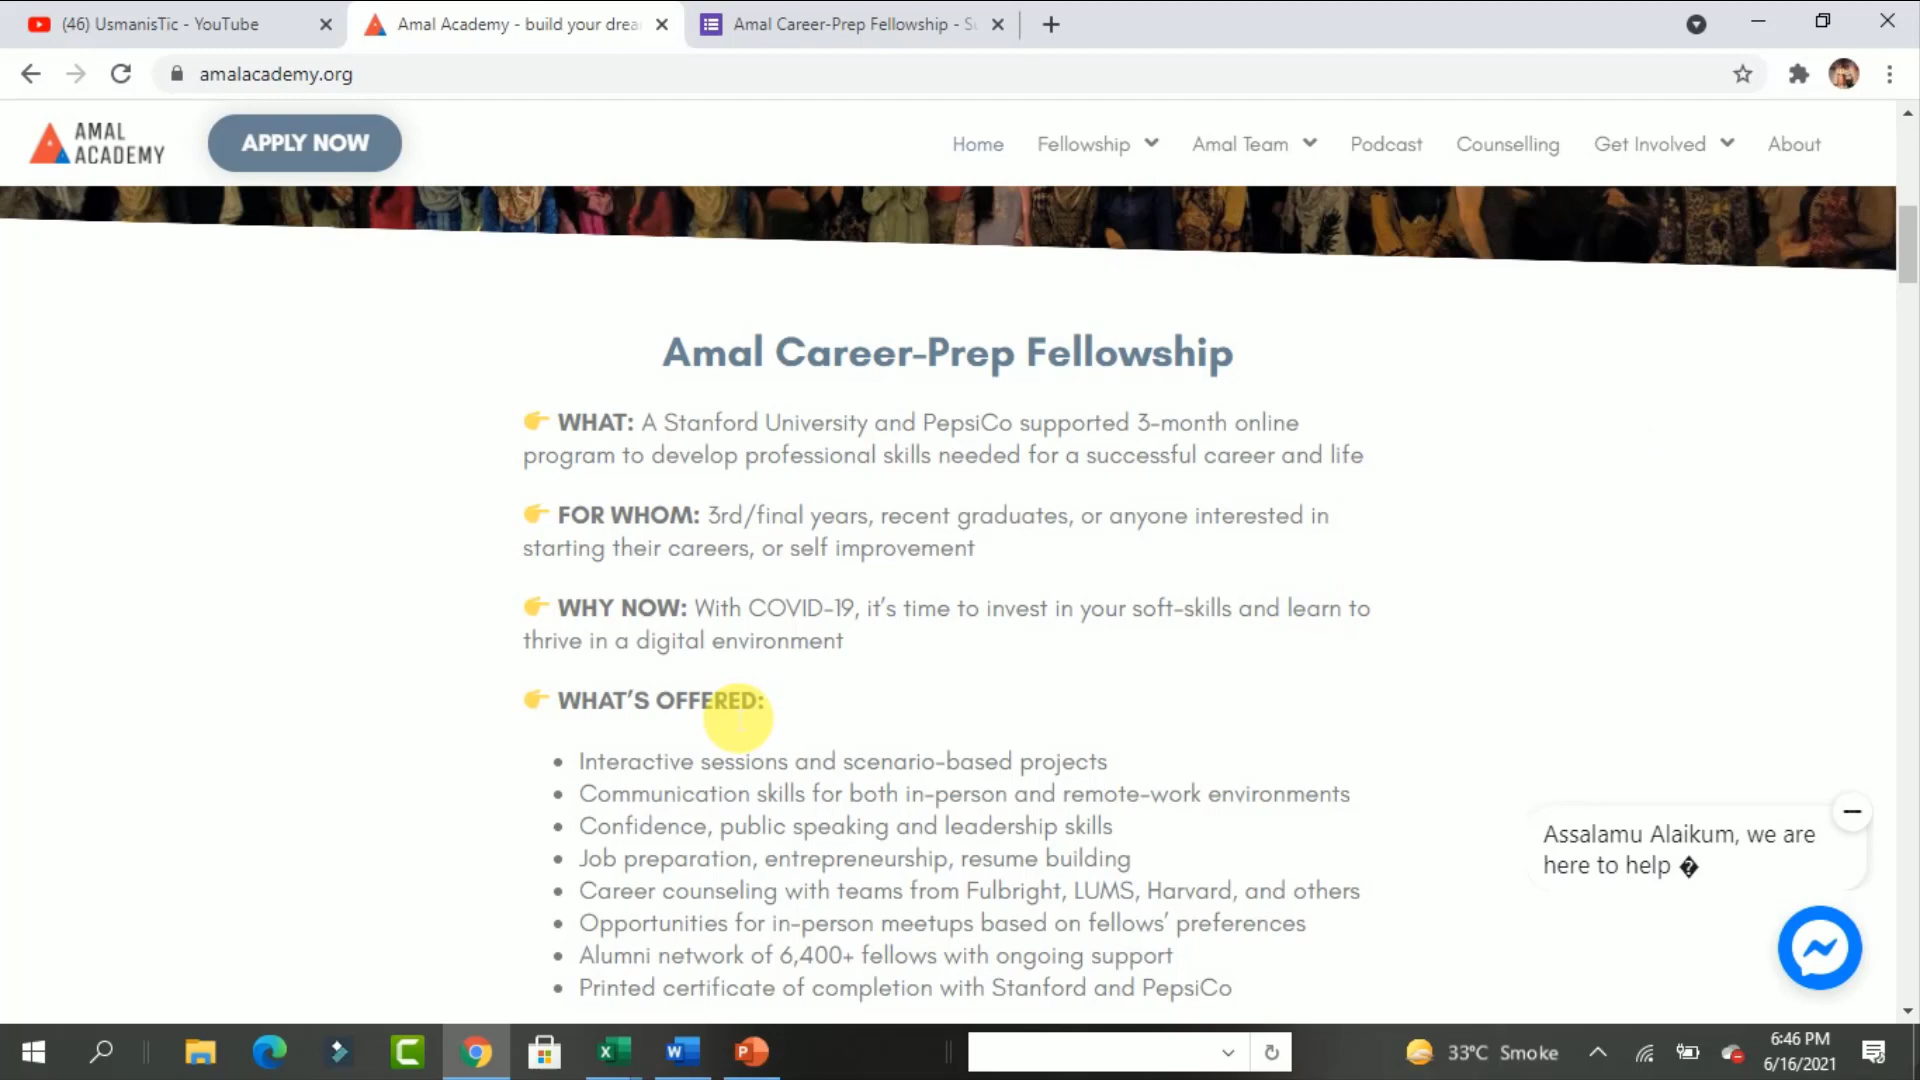 (46) UsmanisTic - YouTube
Amal Academy - build your drea
Amal Career-Prep Fellowship - S
amalacademy.org
AMAL
ACADEMY
APPLY NOW
Home
Fellowship
Amal Team
Podcast
Counselling
Get Involved
About
Amal Career-Prep Fellowship
👉 WHAT: A Stanford University and PepsiCo supported 3-month online
program to develop professional skills needed for a successful career and life
👉 FOR WHOM: 3rd/final years, recent graduates, or anyone interested in
starting their careers, or self improvement
👉 WHY NOW: With COVID-19, it's time to invest in your soft-skills and learn to
thrive in a digital environment
👉 WHAT'S OFFERED:
• Interactive sessions and scenario-based projects
• Communication skills for both in-person and remote-work environments
• Confidence, public speaking and leadership skills
• Job preparation, entrepreneurship, resume building
• Career counseling with teams from Fulbright, LUMS, Harvard, and others
• Opportunities for in-person meetups based on fellows' preferences
• Alumni network of 6,400+ fellows with ongoing support
• Printed certificate of completion with Stanford and PepsiCo
Assalamu Alaikum, we are
here to help �
33°C Smoke
6:46 PM
6/16/2021